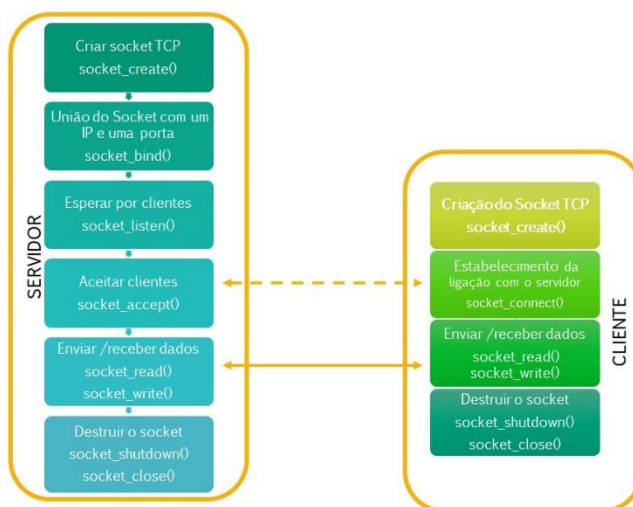 SERVIDOR
Criar socket TCP
socket_create()
União do Socket com um
IP e uma porta
socket_bind()
Esperar por clientes
socket_listen()
Aceitar clientes
socket_accept()
Enviar /receber dados
socket_read()
socket_write()
Destruir o socket
socket_shutdown()
socket_close()
CLIENTE
Criação do Socket TCP
socket_create()
Estabelecimento da
ligação com o servidor
socket_connect()
Enviar /receber dados
socket_read()
socket_write()
Destruir o socket
socket_shutdown()
socket_close()